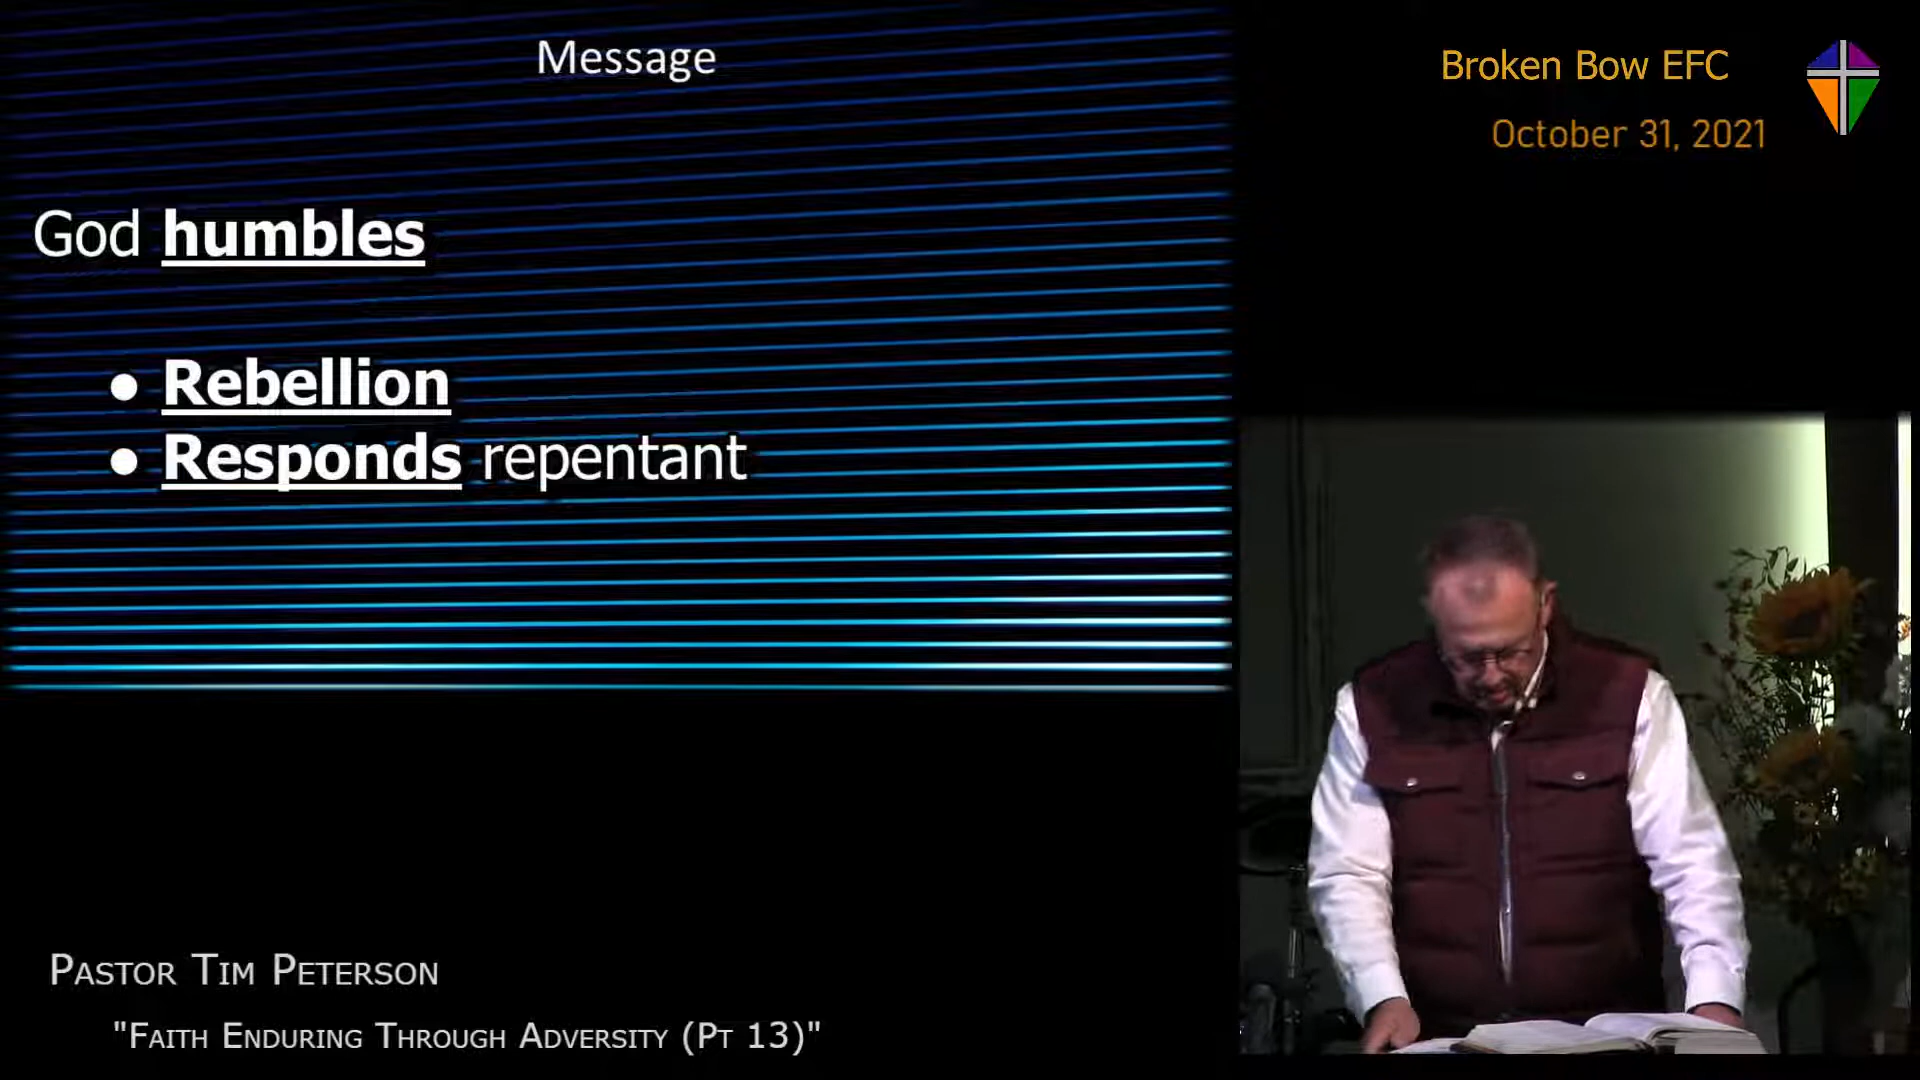 Message
Broken Bow EFC
October 31, 2021
God humbles
● Rebellion
● Responds repentant
Pastor Tim Peterson
"Faith Enduring Through Adversity (Pt 13)"